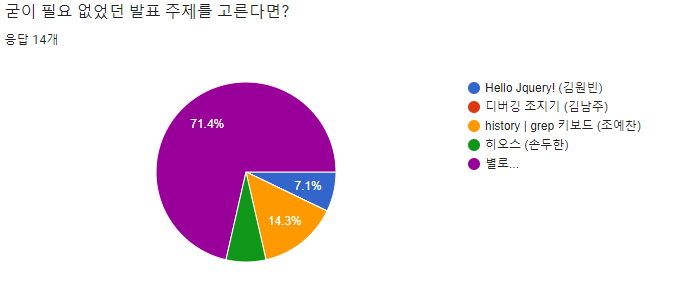 굳이 필요 없었던 발표 주제를 고른다면?
응답 14개
Hello Jquery! (김원빈)
디버깅 조지기 (김남주)
history | grep 키보드 (조예찬)
히오스 (손두한)
별로...
71.4%
7.1%
14.3%